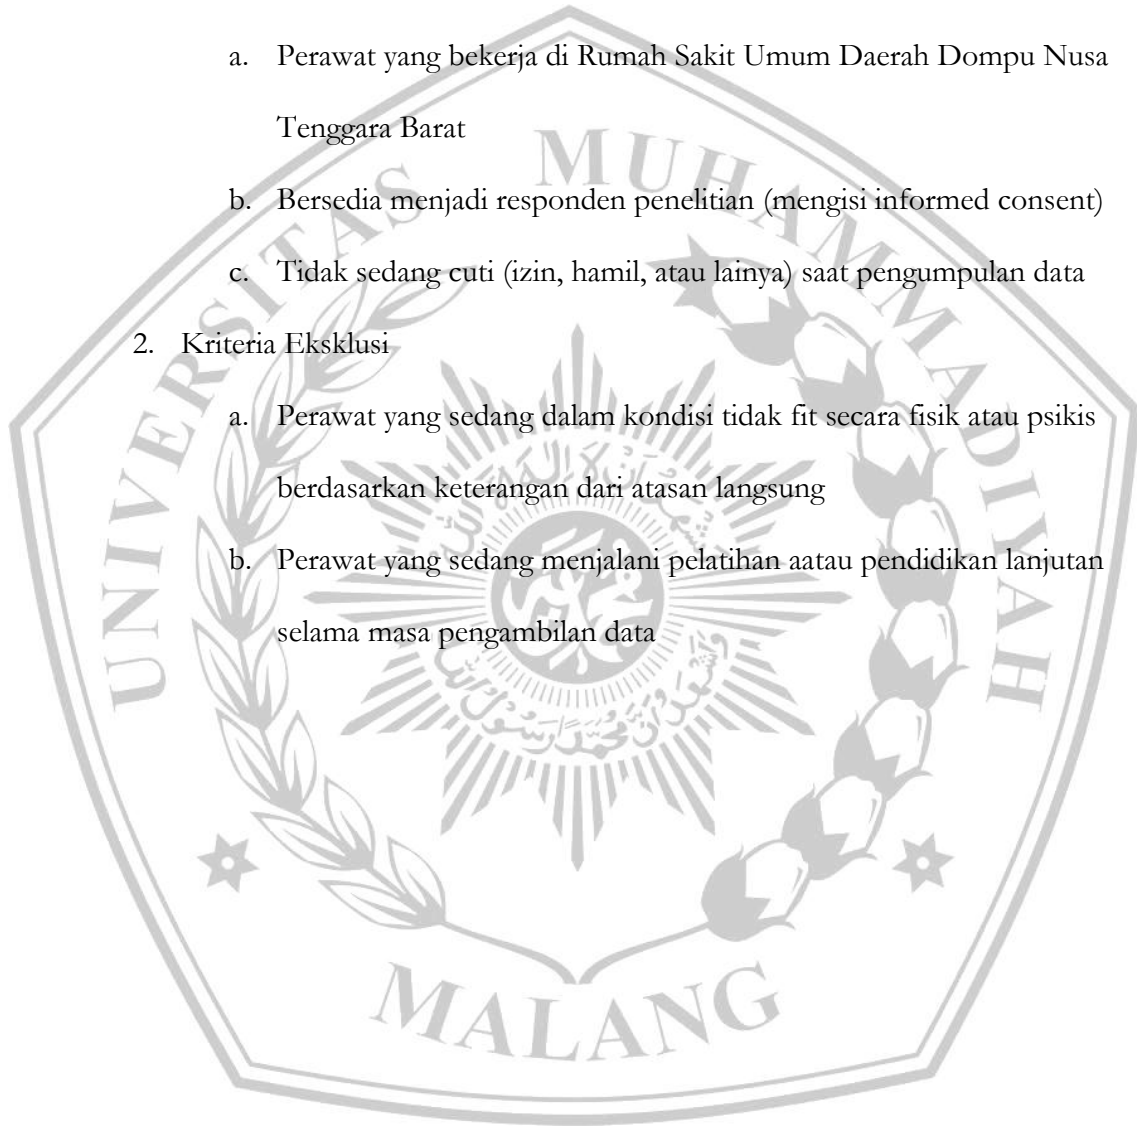 a. Perawat yang bekerja di Rumah Sakit Umum Daerah Dompu Nusa
Tenggara Barat
b. Bersedia menjadi responden penelitian (mengisi informed consent)
c. Tidak sedang cuti (izin, hamil, atau lainya) saat pengumpulan data
2. Kriteria Eksklusi
a. Perawat yang sedang dalam kondisi tidak fit secara fisik atau psikis
berdasarkan keterangan dari atasan langsung
b. Perawat yang sedang menjalani pelatihan aatau pendidikan lanjutan
selama masa pengambilan data
UNIVERSITAS MUHAMMADIYAH
MALANG